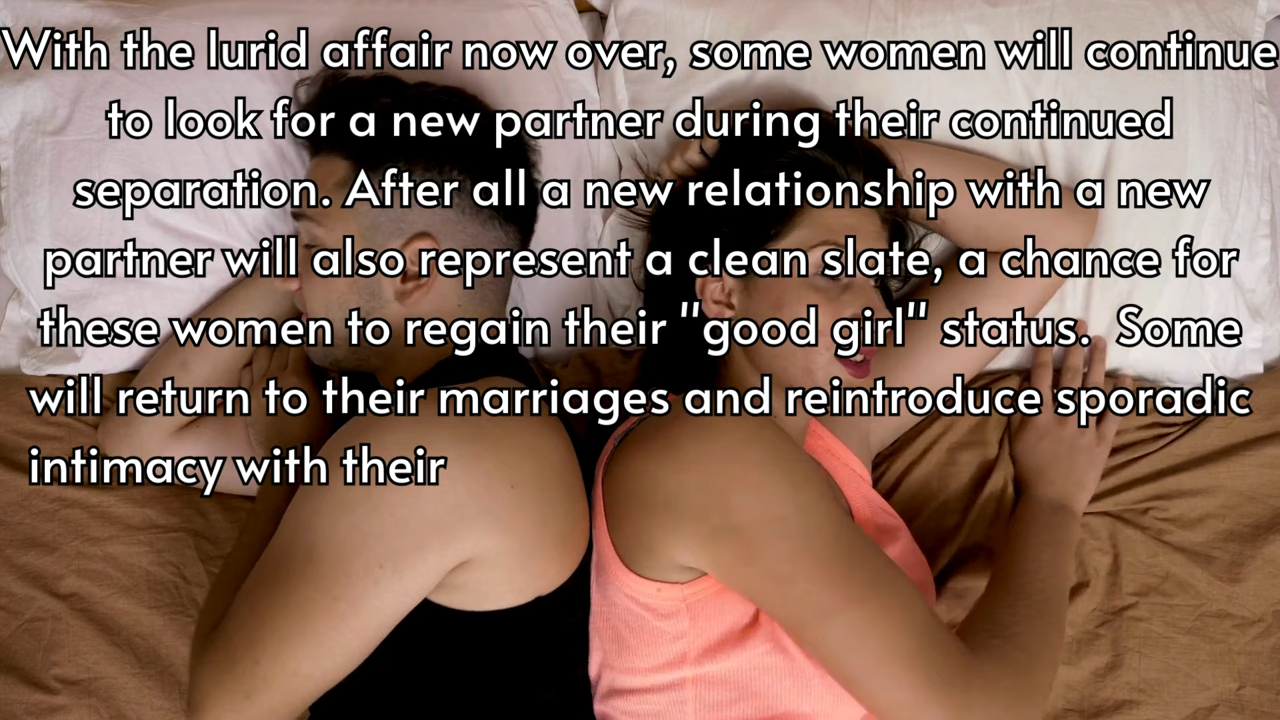 With the lurid affair now over, some women will continue
to look for a new partner during their continued
separation. After all a new relationship with a new
partner will also represent a clean slate, a chance for
these women to regain their "good girl" status.  Some
will return to their marriages and reintroduce sporadic
intimacy with their